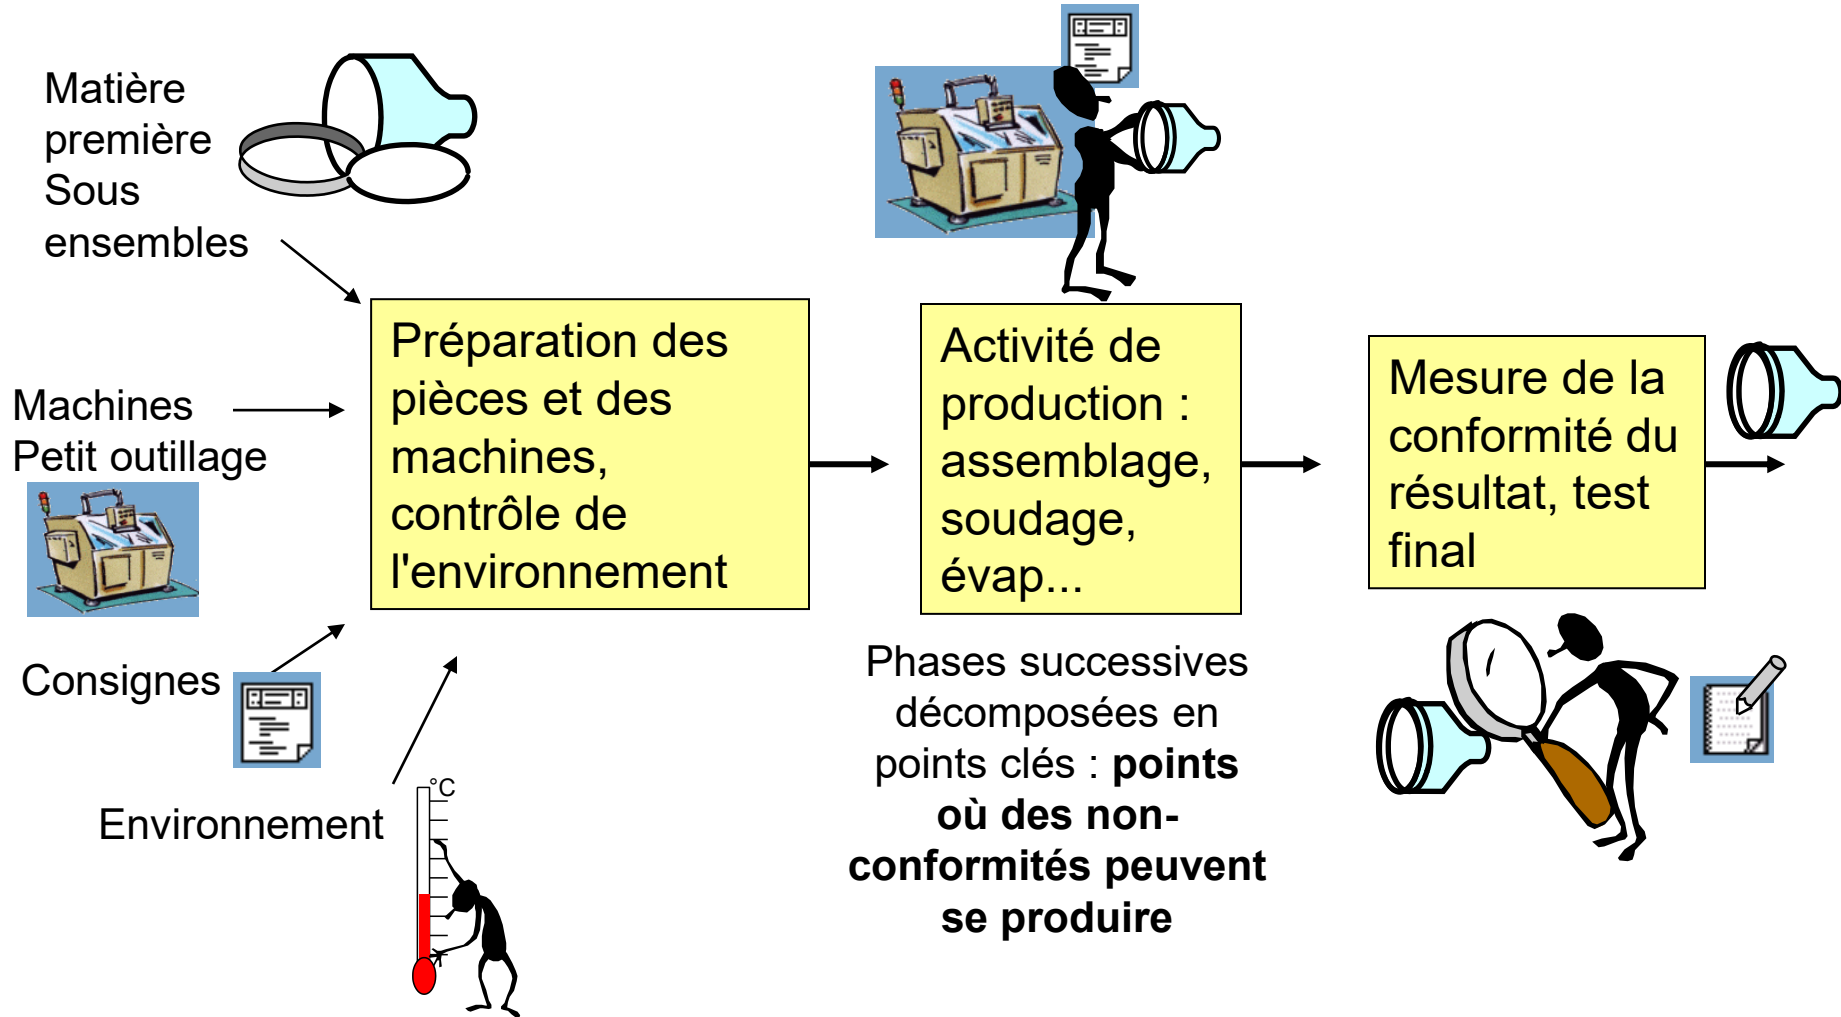 Matière
première
Sous
ensembles
Machines
Petit outillage
Consignes
Environnement
°C
Préparation des
pièces et des
machines,
contrôle de
l'environnement
Activité de
production :
assemblage,
soudage,
évap...
Phases successives
décomposées en
points clés : points
où des non-
conformités peuvent
se produire
Mesure de la
conformité du
résultat, test
final